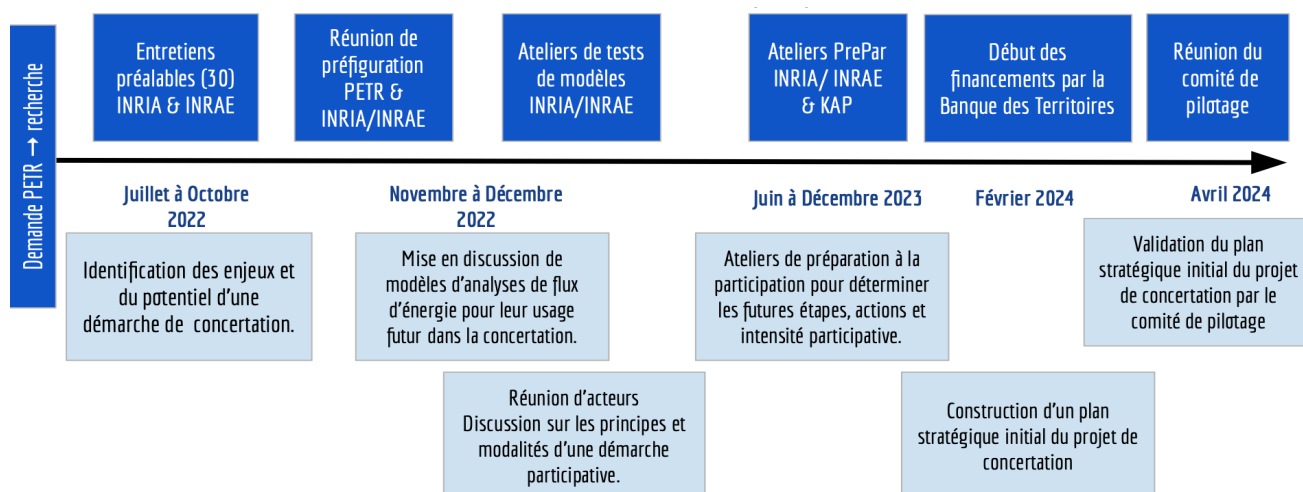 Demande PETR → recherche
Entretiens
préalables (30)
INRIA & INRAE
Réunion de
préfiguration
PETR &
INRIA/INRAE
Ateliers de tests
de modèles
INRIA/INRAE
Ateliers PrePar
INRIA/ INRAE
& KAP
Début des
financements par la
Banque des Territoires
Réunion du
comité de
pilotage
Juillet à Octobre
2022
Novembre à Décembre
2022
Juin à Décembre 2023
Février 2024
Avril 2024
Identification des enjeux et
du potentiel d'une
démarche de concertation.
Mise en discussion de
modèles d'analyses de flux
d'énergie pour leur usage
futur dans la concertation.
Ateliers de préparation à la
participation pour déterminer
les futures étapes, actions et
intensité participative.
Validation du plan
stratégique initial du projet
de concertation par le
comité de pilotage
Réunion d'acteurs
Discussion sur les principes et
modalités d'une démarche
participative.
Construction d'un plan
stratégique initial du projet de
concertation